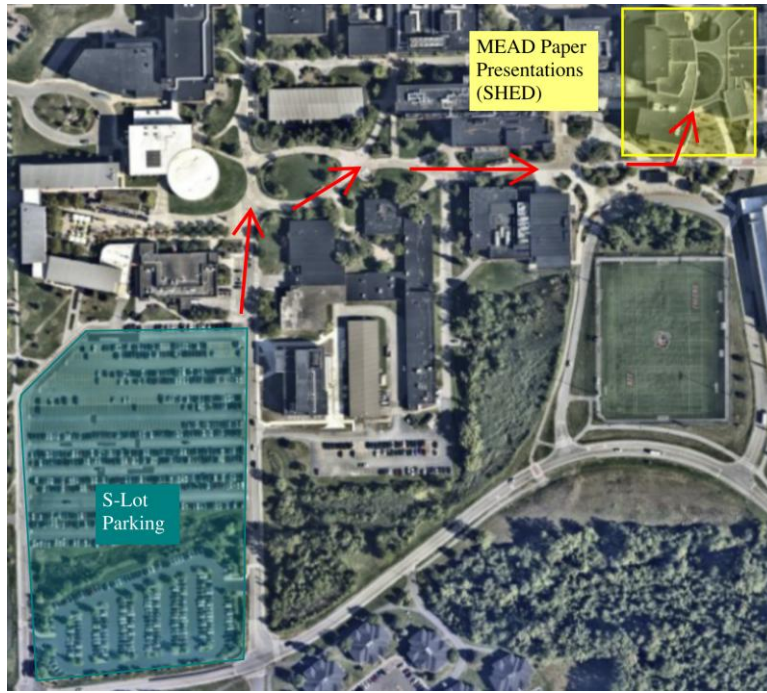 MEAD Paper
Presentations
(SHED)
S-Lot
Parking